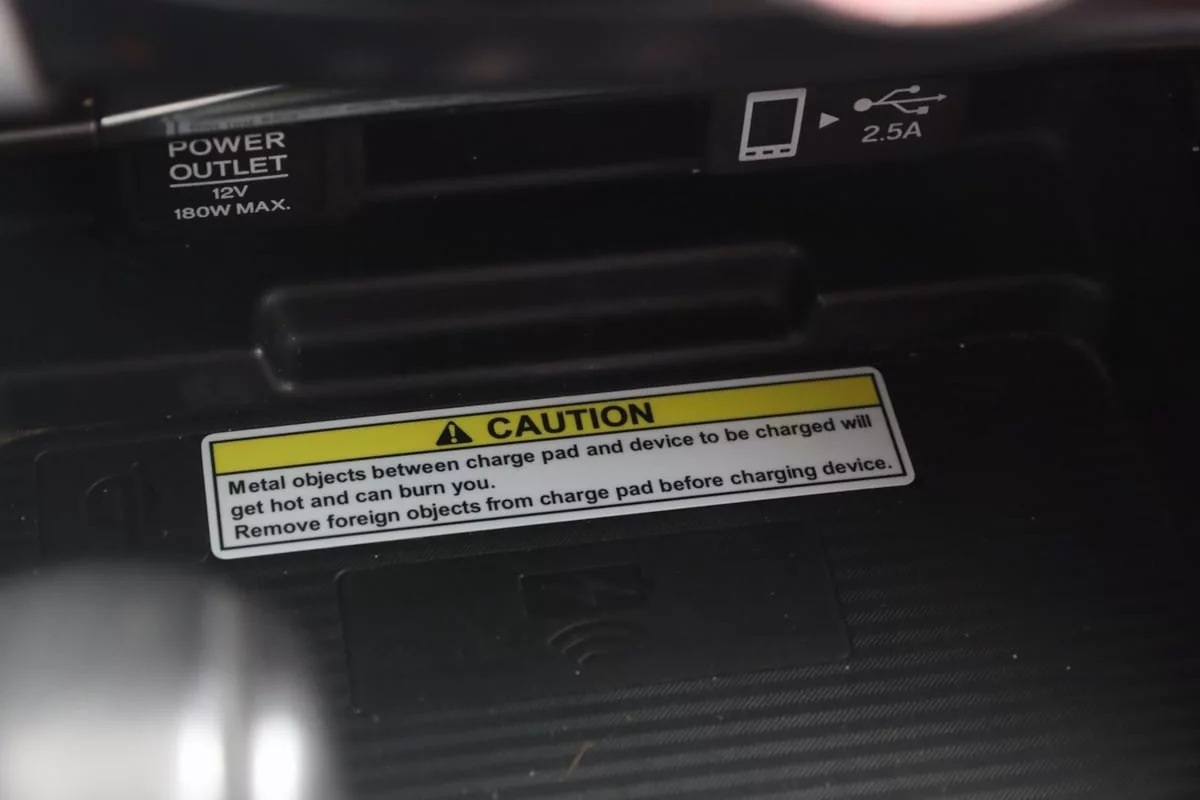 POWER
OUTLET
12V
180W MAX.
2.5A
CAUTION
Metal objects between charge pad and device to be charged will
get hot and can burn you.
Remove foreign objects from charge pad before charging device.